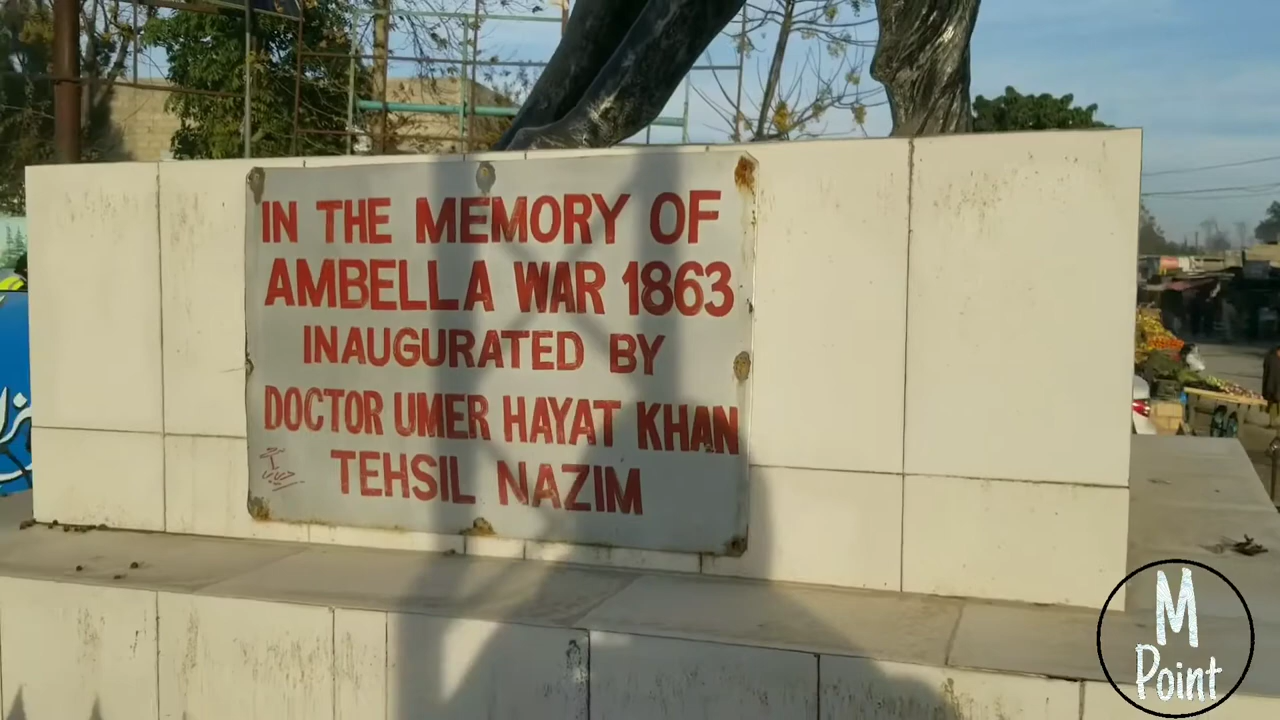 IN THE MEMORY OF
AMBELLA WAR 1863
INAUGURATED BY
DOCTOR UMER HAYAT KHAN
TEHSIL NAZIM
M
Point